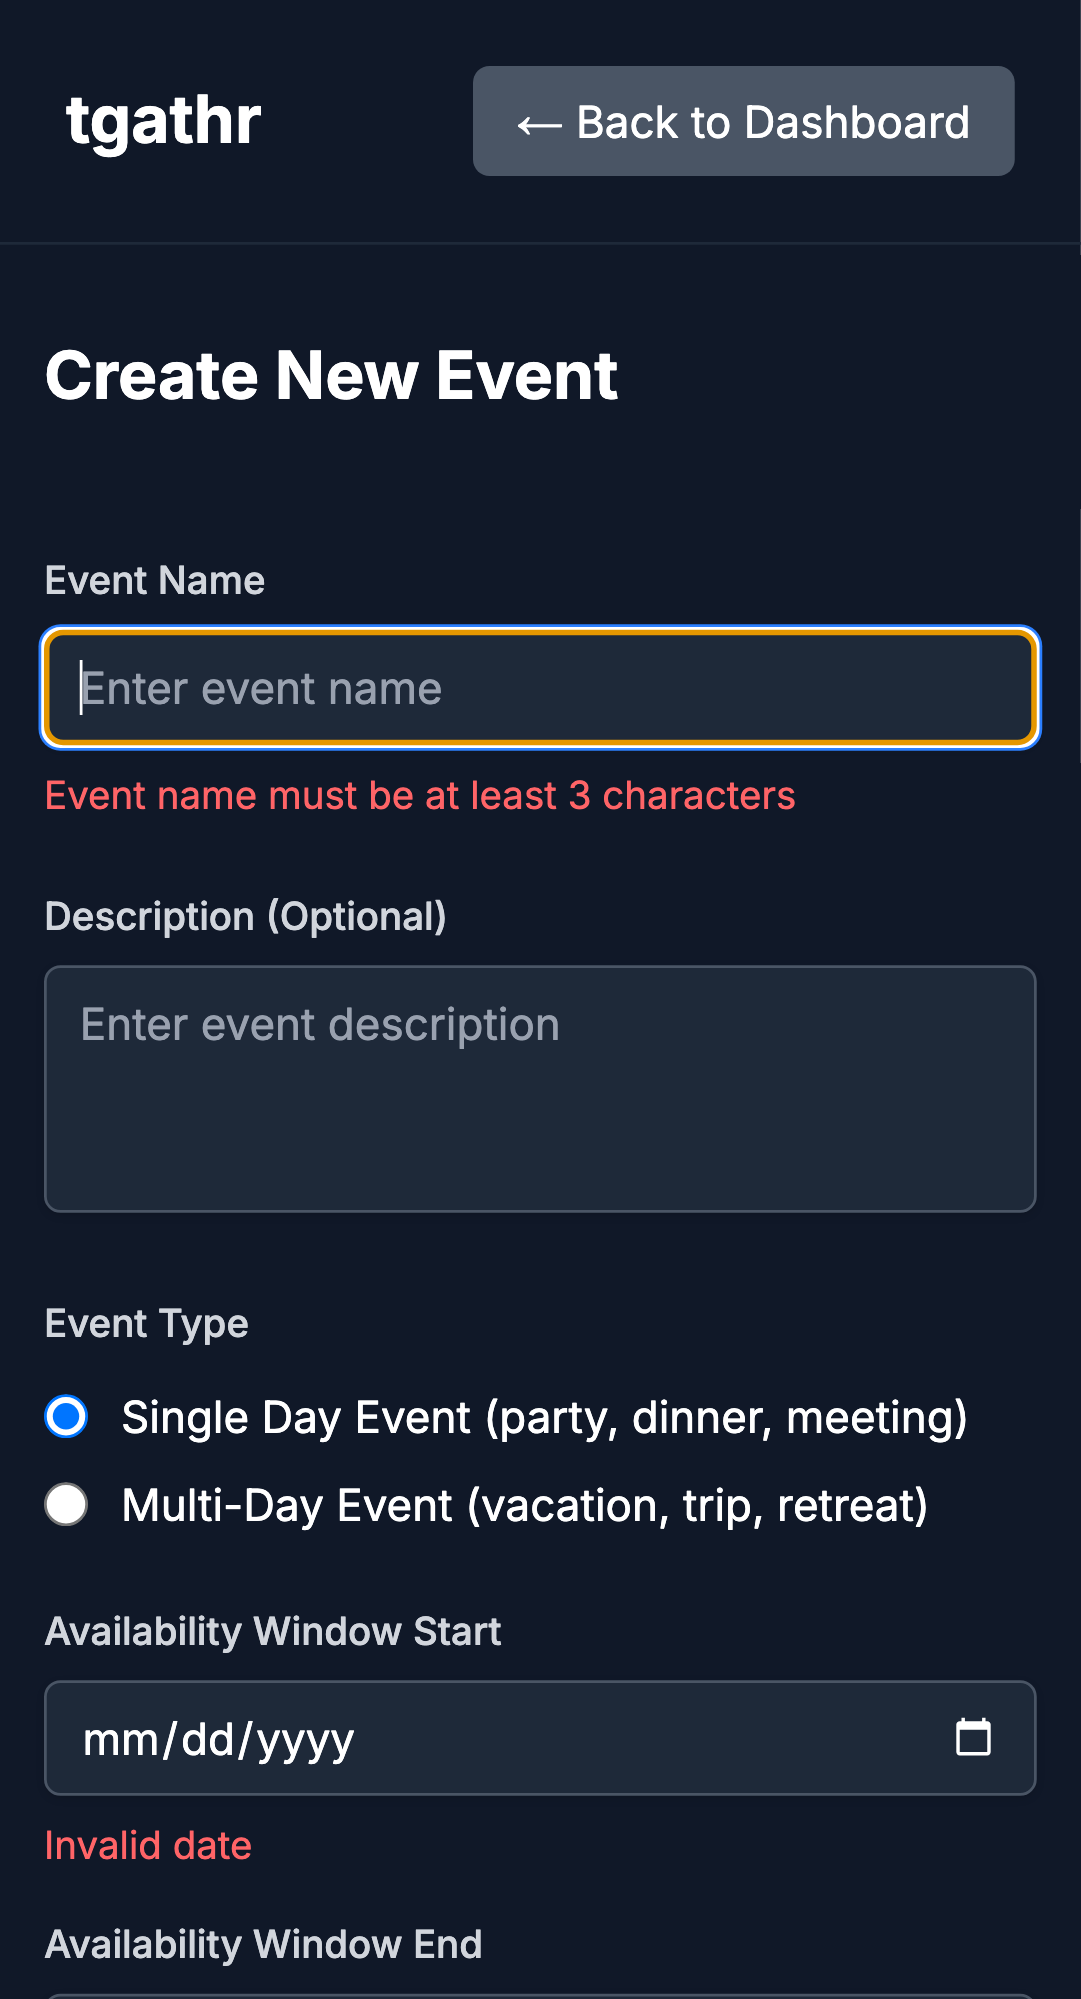 tgathr
← Back to Dashboard
Create New Event
Event Name
Enter event name
Event name must be at least 3 characters
Description (Optional)
Enter event description
Event Type
Single Day Event (party, dinner, meeting)
Multi-Day Event (vacation, trip, retreat)
Availability Window Start
mm/dd/yyyy
Invalid date
Availability Window End